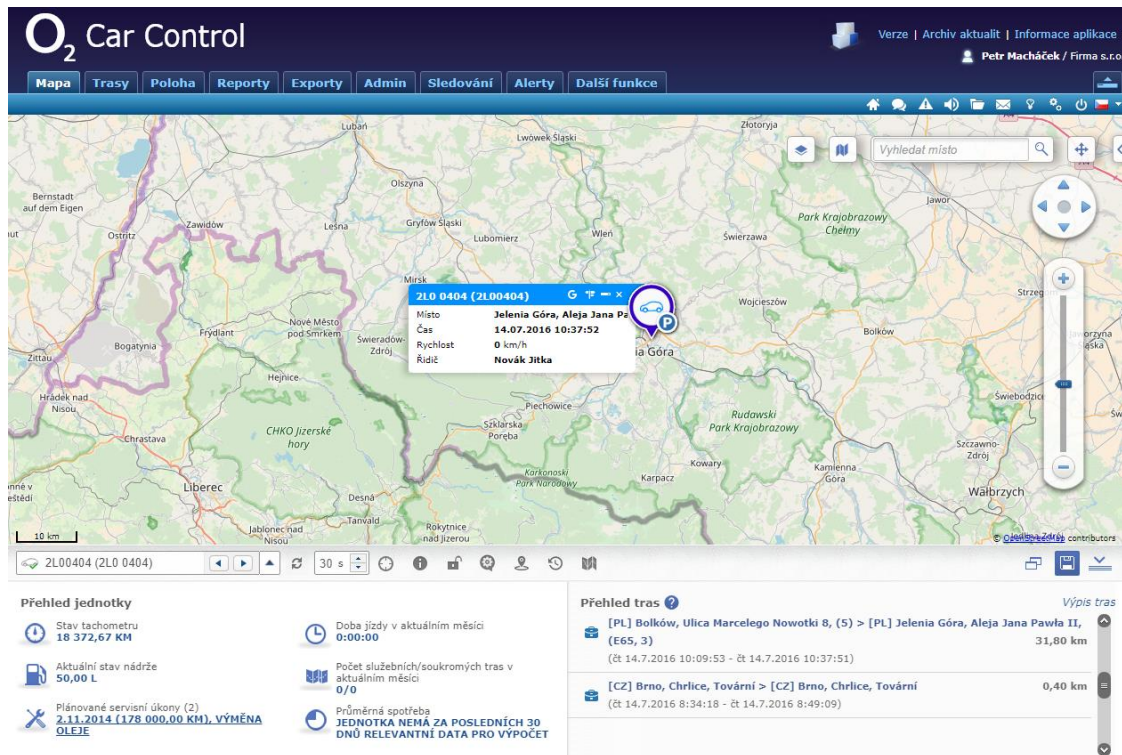 O2 Car Control
Verze | Archiv aktualit | Informace aplikace
Petr Macháček / Firma s.r.o
Mapa Trasy Poloha Reporty Exporty Admin Sledování Alerty Další funkce
Lubań
Lwówek Śląski
Złotoryja
Vyhledat místo
Bernstadt
auf dem Eigen
Olszyna
Jawor
Park Krajobrazowy
Chełmy
Ostritz
Zawidów
Leśna
Gryfów Śląski
Lubomierz
Wleń
Świerzawa
Mirsk
2L0 0404 (2L00404)
Místo Jelenia Góra, Aleja Jana Pa
Čas 14.07.2016 10:37:52
Rychlost 0 km/h
Řidič Novák Jitka
Wojcieszów
Strzeg
Nové Město
pod Smrkem
Frýdlant
Świeradów-
Zdrój
ia Góra
Bolków
Bogatynia
Zittau
Hejnice
Hrádek nad
Nisou
Piechowice
Świebodzic
Chrastava
CHKO Jizerské
hory
Szklarska
Poręba
Rudawski
Park Krajobrazowy
Szczawno-
Zdrój
Karkonoski
Park Narodowy
Karpacz
Kowary
Kamienna
Góra
Liberec
Desná
Wałbrzych
Jablonec nad
Nisou
Tanvald
Rokytnice
nad Jizerou
10 km
© OpenStreetMap contributors
2L00404 (2L0 0404) 30 s
Přehled jednotky
Stav tachometru
18 372,67 KM
Doba jízdy v aktuálním měsíci
0:00:00
Aktuální stav nádrže
50,00 L
Počet služebních/soukromých tras v
aktuálním měsíci
0/0
Plánované servisní úkony (2)
2.11.2014 (178 000,00 KM), VÝMĚNA
OLEJE
Průměrná spotřeba
JEDNOTKA NEMÁ ZA POSLEDNÍCH 30
DNŮ RELEVANTNÍ DATA PRO VÝPOČET
Přehled tras ? Výpis tras
[PL] Bolków, Ulica Marcelego Nowotki 8, (5) > [PL] Jelenia Góra, Aleja Jana Pawła II,
(E65, 3) 31,80 km
(čt 14.7.2016 10:09:53 - čt 14.7.2016 10:37:51)
[CZ] Brno, Chrlice, Tovární > [CZ] Brno, Chrlice, Tovární 0,40 km
(čt 14.7.2016 8:34:18 - čt 14.7.2016 8:49:09)